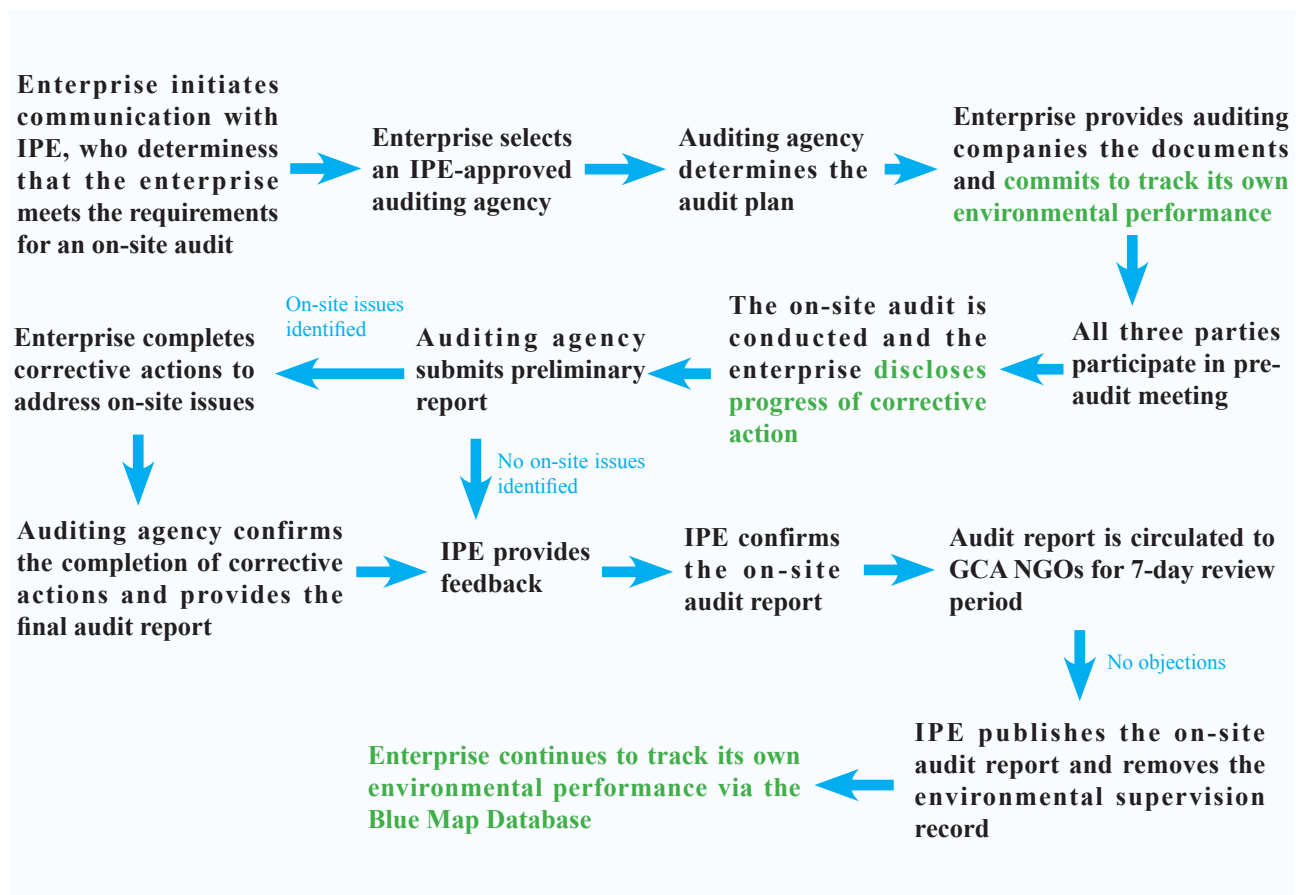 Enterprise initiates
communication with
IPE, who determiness
that the enterprise
meets the requirements
for an on-site audit
Enterprise selects
an IPE-approved
auditing agency
Auditing agency
determines the
audit plan
Enterprise provides auditing
companies the documents
and commits to track its own
environmental performance
All three parties
participate in pre-
audit meeting
The on-site audit is
conducted and the
enterprise discloses
progress of corrective
action
Auditing agency
submits preliminary
report
On-site issues
identified
Enterprise completes
corrective actions to
address on-site issues
No on-site issues
identified
Auditing agency confirms
the completion of corrective
actions and provides the
final audit report
IPE provides
feedback
IPE confirms
the on-site
audit report
Audit report is circulated to
GCA NGOs for 7-day review
period
No objections
IPE publishes the on-site
audit report and removes the
environmental supervision
record
Enterprise continues to track its own
environmental performance via the
Blue Map Database